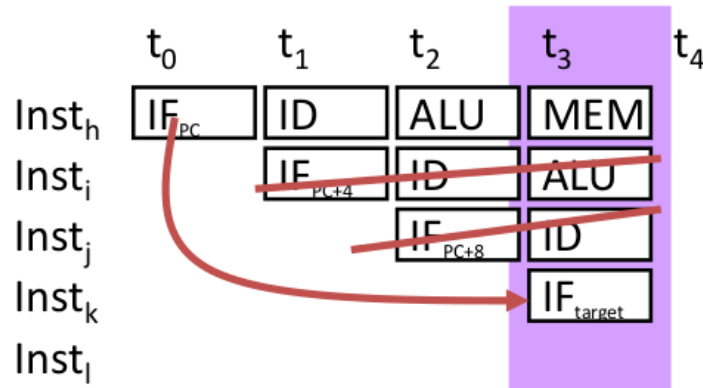 t0 t1 t2 t3 t4
Insth IFPC ID ALU MEM
Insti IFPC+4 ID ALU
Instj IFPC+8 ID
Instk IFtarget
Instl